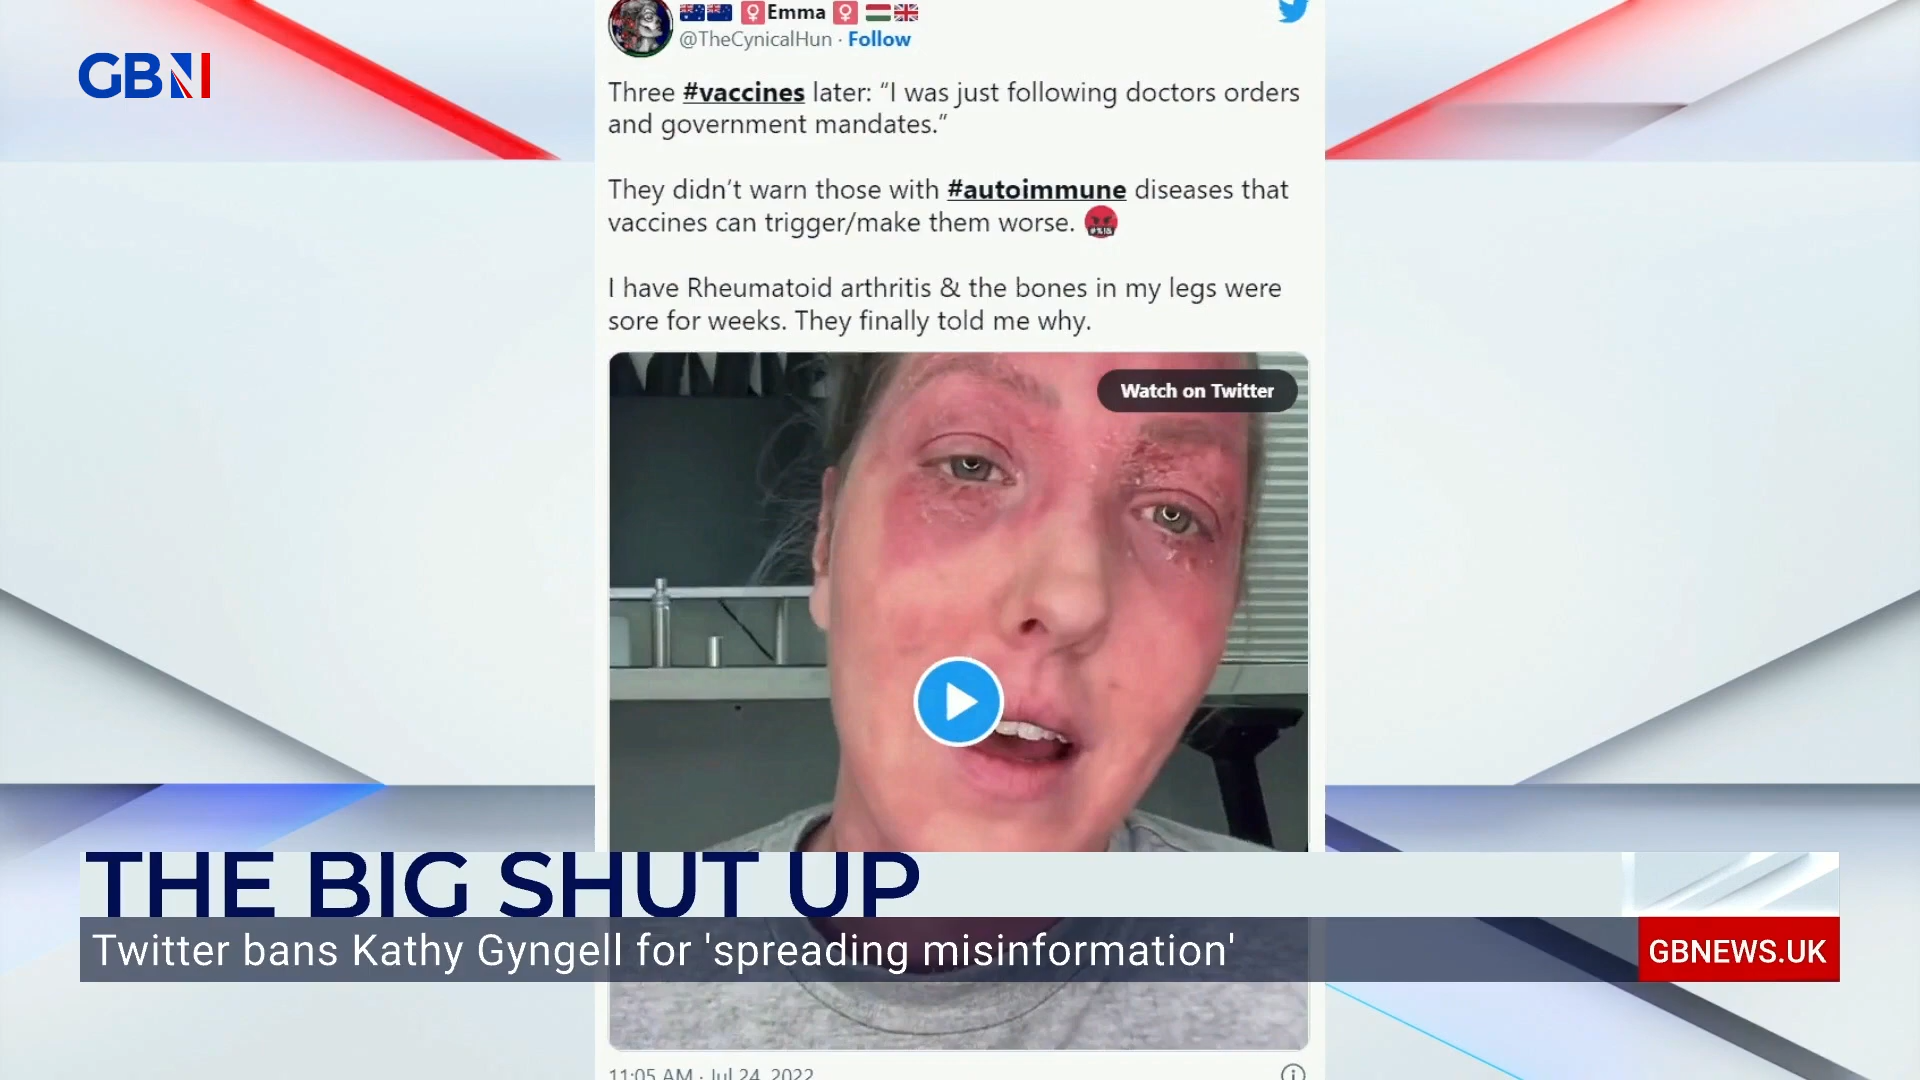 Emma
@TheCynicalHun · Follow
GBN
Three #vaccines later: “I was just following doctors orders
and government mandates.”
They didn’t warn those with #autoimmune diseases that
vaccines can trigger/make them worse.
I have Rheumatoid arthritis & the bones in my legs were
sore for weeks. They finally told me why.
Watch on Twitter
THE BIG SHUT UP
Twitter bans Kathy Gyngell for 'spreading misinformation'
GBNEWS.UK
11:05 AM · Jul 24, 2022